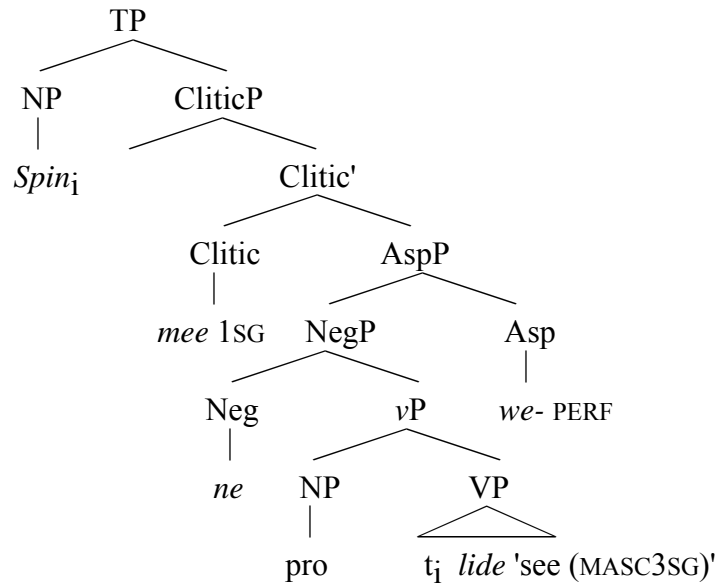 TP
NP CliticP
Spinᵢ Clitic'
Clitic AspP
mee 1SG NegP Asp
Neg vP we- PERF
ne NP VP
pro tᵢ lide 'see (MASC3SG)'